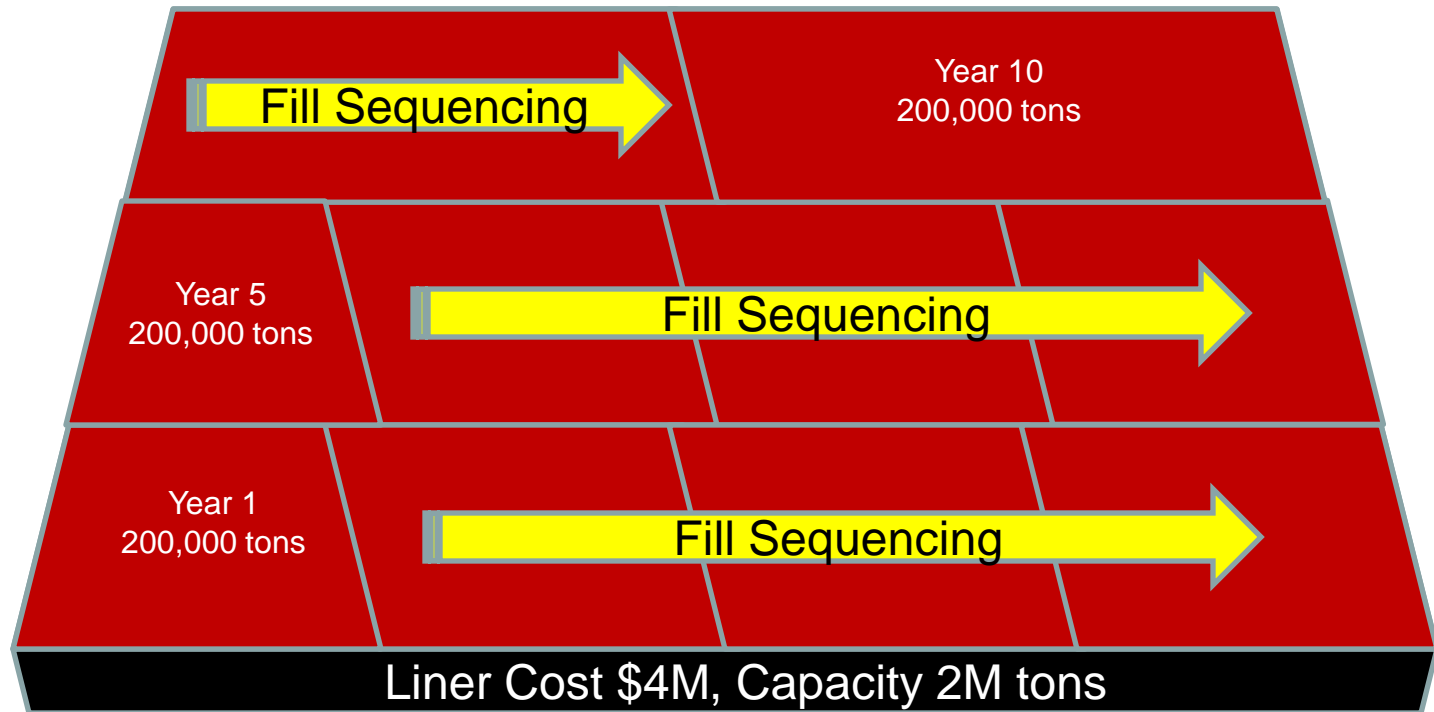 Fill Sequencing
Year 10
200,000 tons
Year 5
200,000 tons
Fill Sequencing
Year 1
200,000 tons
Fill Sequencing
Liner Cost $4M, Capacity 2M tons